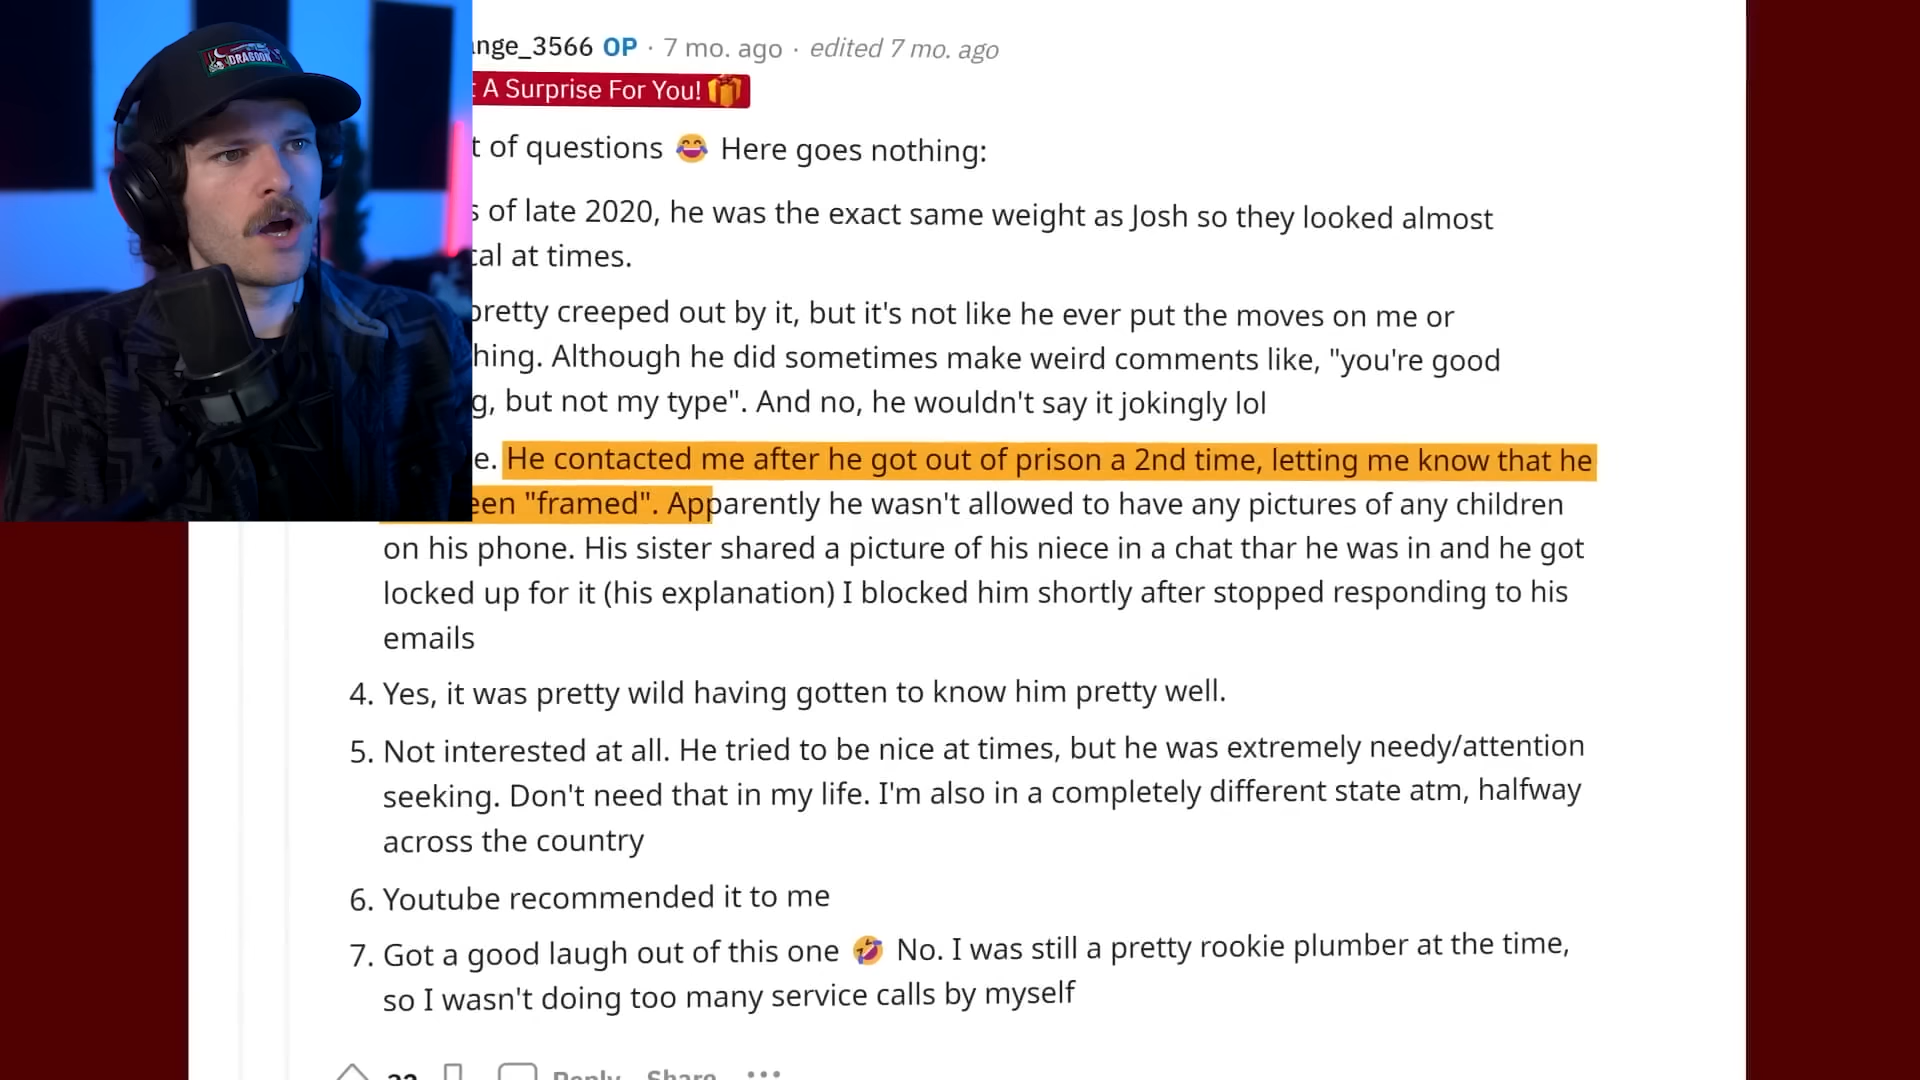 DRAGOON
nge_3566 OP · 7 mo. ago · edited 7 mo. ago
A Surprise For You! 🎁
t of questions 😂 Here goes nothing:
s of late 2020, he was the exact same weight as Josh so they looked almost
cal at times.
pretty creeped out by it, but it's not like he ever put the moves on me or
hing. Although he did sometimes make weird comments like, "you're good
g, but not my type". And no, he wouldn't say it jokingly lol
e. He contacted me after he got out of prison a 2nd time, letting me know that he
een "framed". Apparently he wasn't allowed to have any pictures of any children
on his phone. His sister shared a picture of his niece in a chat thar he was in and he got
locked up for it (his explanation) I blocked him shortly after stopped responding to his
emails
4. Yes, it was pretty wild having gotten to know him pretty well.
5. Not interested at all. He tried to be nice at times, but he was extremely needy/attention
seeking. Don't need that in my life. I'm also in a completely different state atm, halfway
across the country
6. Youtube recommended it to me
7. Got a good laugh out of this one 🤣 No. I was still a pretty rookie plumber at the time,
so I wasn't doing too many service calls by myself
Reply Share ...